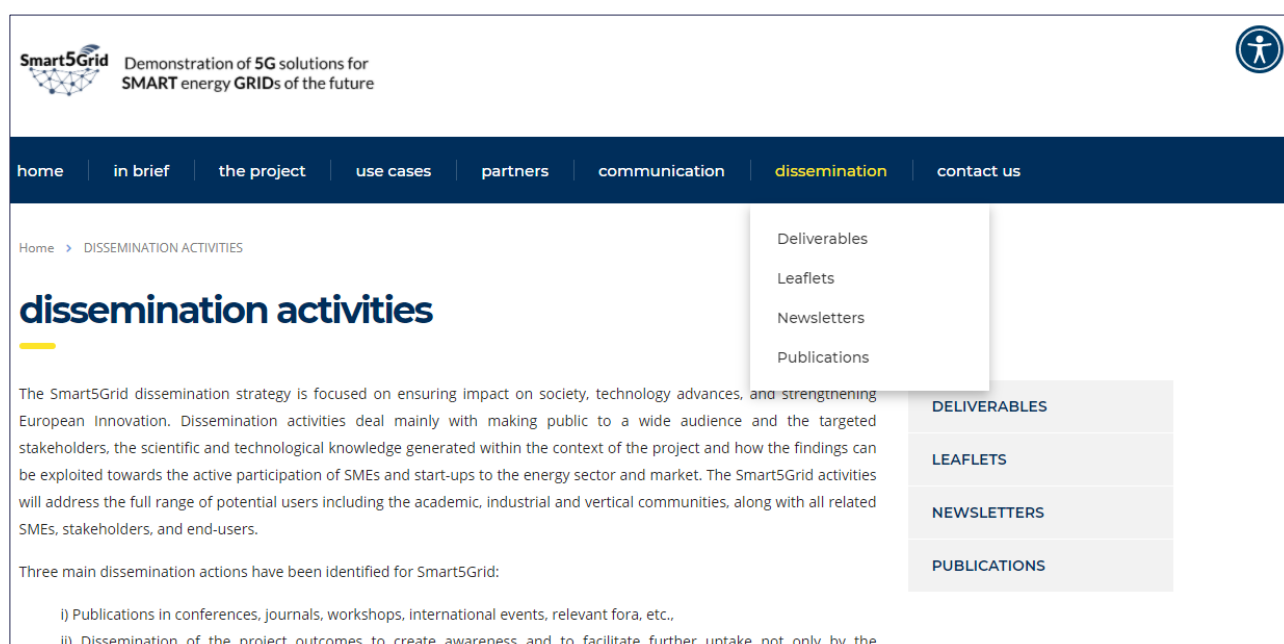 Smart5Grid
Demonstration of 5G solutions for
SMART energy GRIDs of the future
home
in brief
the project
use cases
partners
communication
dissemination
contact us
Home > DISSEMINATION ACTIVITIES
Deliverables
Leaflets
Newsletters
Publications
dissemination activities
The Smart5Grid dissemination strategy is focused on ensuring impact on society, technology advances, and strengthening
European Innovation. Dissemination activities deal mainly with making public to a wide audience and the targeted
stakeholders, the scientific and technological knowledge generated within the context of the project and how the findings can
be exploited towards the active participation of SMEs and start-ups to the energy sector and market. The Smart5Grid activities
will address the full range of potential users including the academic, industrial and vertical communities, along with all related
SMEs, stakeholders, and end-users.
Three main dissemination actions have been identified for Smart5Grid:
i) Publications in conferences, journals, workshops, international events, relevant fora, etc.,
ii) Dissemination of the project outcomes to create awareness and to facilitate further uptake not only by the
DELIVERABLES
LEAFLETS
NEWSLETTERS
PUBLICATIONS